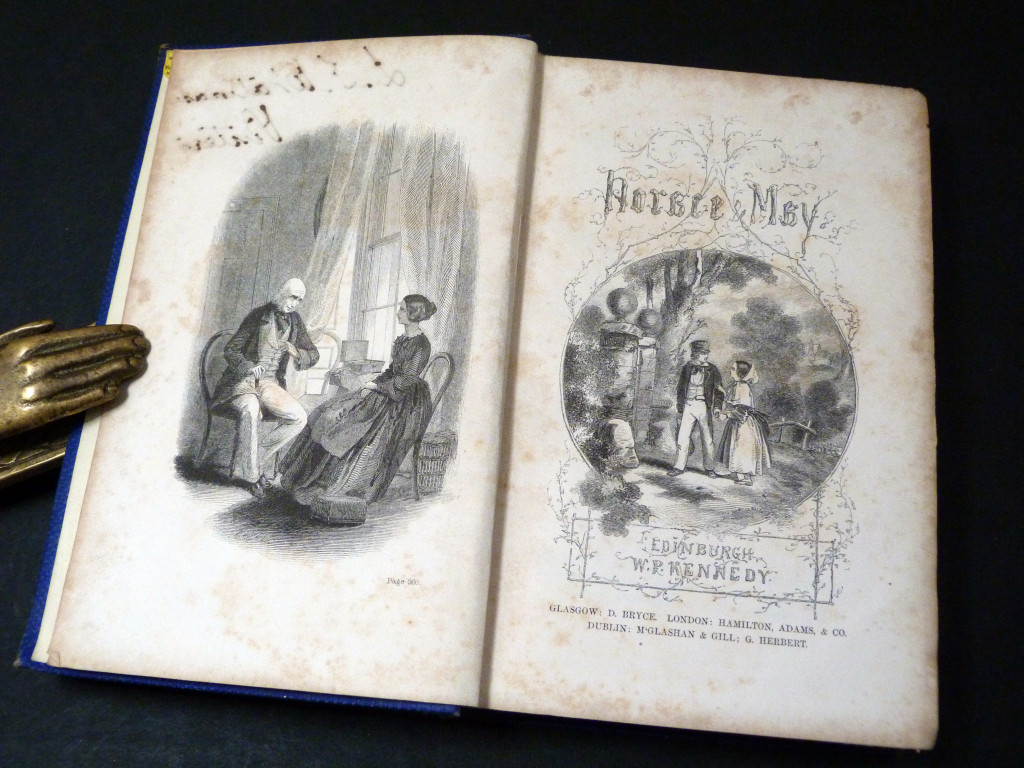 Page 300.
Horace & May.
EDINBURGH
W. P. KENNEDY
GLASGOW: D. BRYCE. LONDON: HAMILTON, ADAMS, & CO.
DUBLIN: M'GLASHAN & GILL; G. HERBERT.